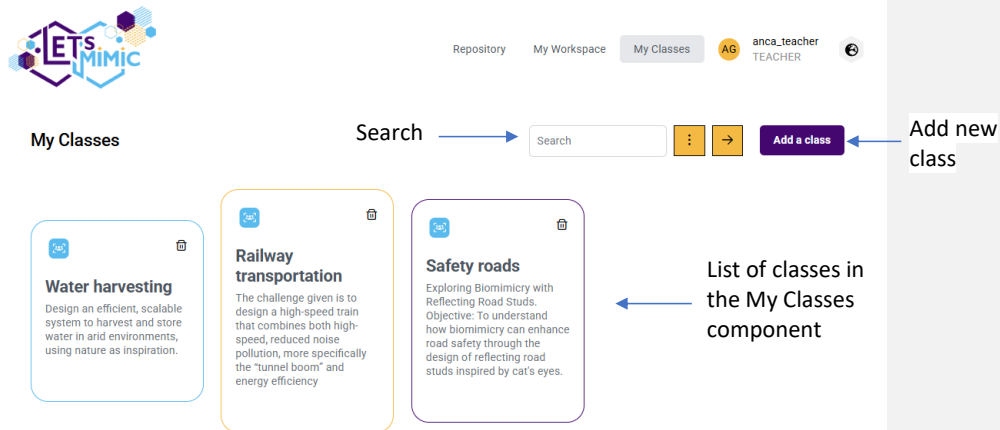 LET's
MiMiC
Repository
My Workspace
My Classes
AG
anca_teacher
TEACHER
My Classes
Search
Search
Add a class
Add new
class
Water harvesting
Design an efficient, scalable
system to harvest and store
water in arid environments,
using nature as inspiration.
Railway
transportation
The challenge given is to
design a high-speed train
that combines both high-
speed, reduced noise
pollution, more specifically
the “tunnel boom” and
energy efficiency
Safety roads
Exploring Biomimicry with
Reflecting Road Studs.
Objective: To understand
how biomimicry can enhance
road safety through the
design of reflecting road
studs inspired by cat's eyes.
List of classes in
the My Classes
component